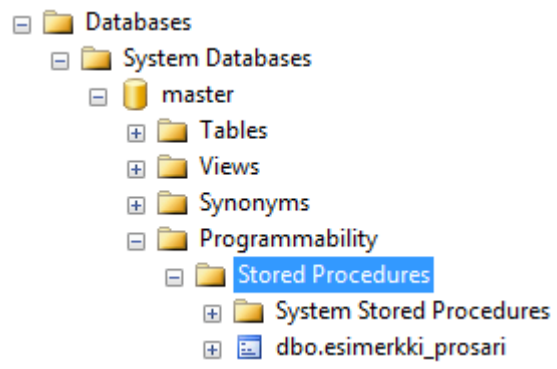 Databases
System Databases
master
Tables
Views
Synonyms
Programmability
Stored Procedures
System Stored Procedures
dbo.esimerkki_prosari